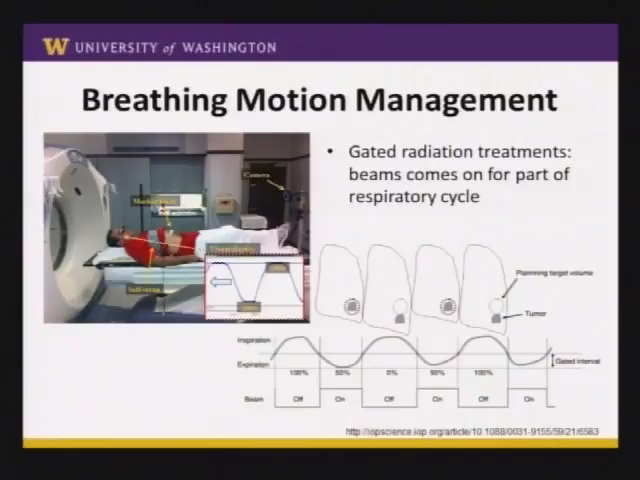 W UNIVERSITY of WASHINGTON
Breathing Motion Management
• Gated radiation treatments:
beams comes on for part of
respiratory cycle
Camera
Planning target volume
Tumor
Inspiration
Expiration
Gated interval
100% 50% 0% 50% 100%
Beam Off On Off On Off On
http://iopscience.iop.org/article/10.1088/0031-9155/59/21/6583